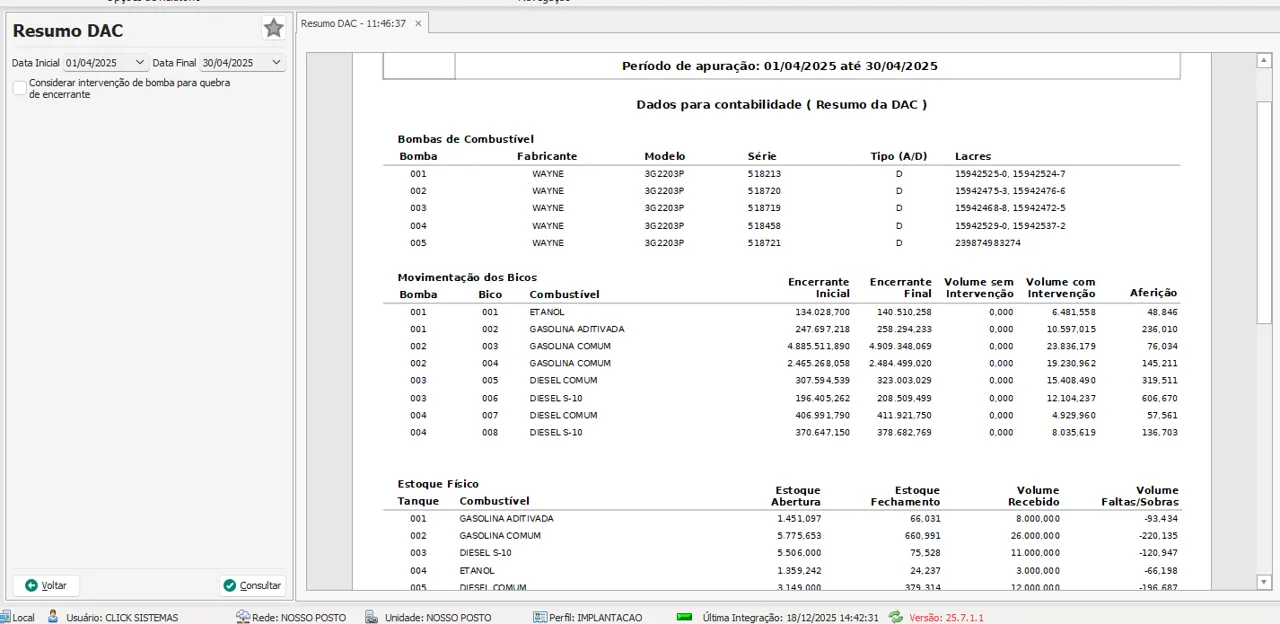 Resumo DAC
Data Inicial 01/04/2025 Data Final 30/04/2025
Considerar intervenção de bomba para quebra
de encerrante
Voltar
Consultar
Resumo DAC - 11:46:37 ×
Período de apuração: 01/04/2025 até 30/04/2025
Dados para contabilidade ( Resumo da DAC )
Bombas de Combustível
Bomba Fabricante Modelo Série Tipo (A/D) Lacres
001 WAYNE 3G2203P 518213 D 15942525-0, 15942524-7
002 WAYNE 3G2203P 518720 D 15942475-3, 15942476-6
003 WAYNE 3G2203P 518719 D 15942468-8, 15942472-5
004 WAYNE 3G2203P 518458 D 15942529-0, 15942537-2
005 WAYNE 3G2203P 518721 D 239874983274
Movimentação dos Bicos
Encerrante Encerrante Volume sem Volume com
Bomba Bico Combustível Inicial Final Intervenção Intervenção Aferição
001 001 ETANOL 134.028,700 140.510,258 0,000 6.481,558 48,846
001 002 GASOLINA ADITIVADA 247.697,218 258.294,233 0,000 10.597,015 236,010
002 003 GASOLINA COMUM 4.885.511,890 4.909.348,069 0,000 23.836,179 76,034
002 004 GASOLINA COMUM 2.465.268,058 2.484.499,020 0,000 19.230,962 145,211
003 005 DIESEL COMUM 307.594,539 323.003,029 0,000 15.408,490 319,511
003 006 DIESEL S-10 196.405,262 208.509,499 0,000 12.104,237 606,670
004 007 DIESEL COMUM 406.991,790 411.921,750 0,000 4.929,960 57,561
004 008 DIESEL S-10 370.647,150 378.682,769 0,000 8.035,619 136,703
Estoque Físico
Estoque Estoque Volume Volume
Tanque Combustível Abertura Fechamento Recebido Faltas/Sobras
001 GASOLINA ADITIVADA 1.451,097 66,031 8.000,000 -93,434
002 GASOLINA COMUM 5.775,653 660,991 26.000,000 -220,135
003 DIESEL S-10 5.506,000 75,528 11.000,000 -120,947
004 ETANOL 1.359,242 24,237 3.000,000 -66,198
005 DIESEL COMUM 3.149,000 379,314 12.000,000 -196,687
Local Usuário: CLICK SISTEMAS Rede: NOSSO POSTO Unidade: NOSSO POSTO Perfil: IMPLANTACAO Última Integração: 18/12/2025 14:42:31 Versão: 25.7.1.1